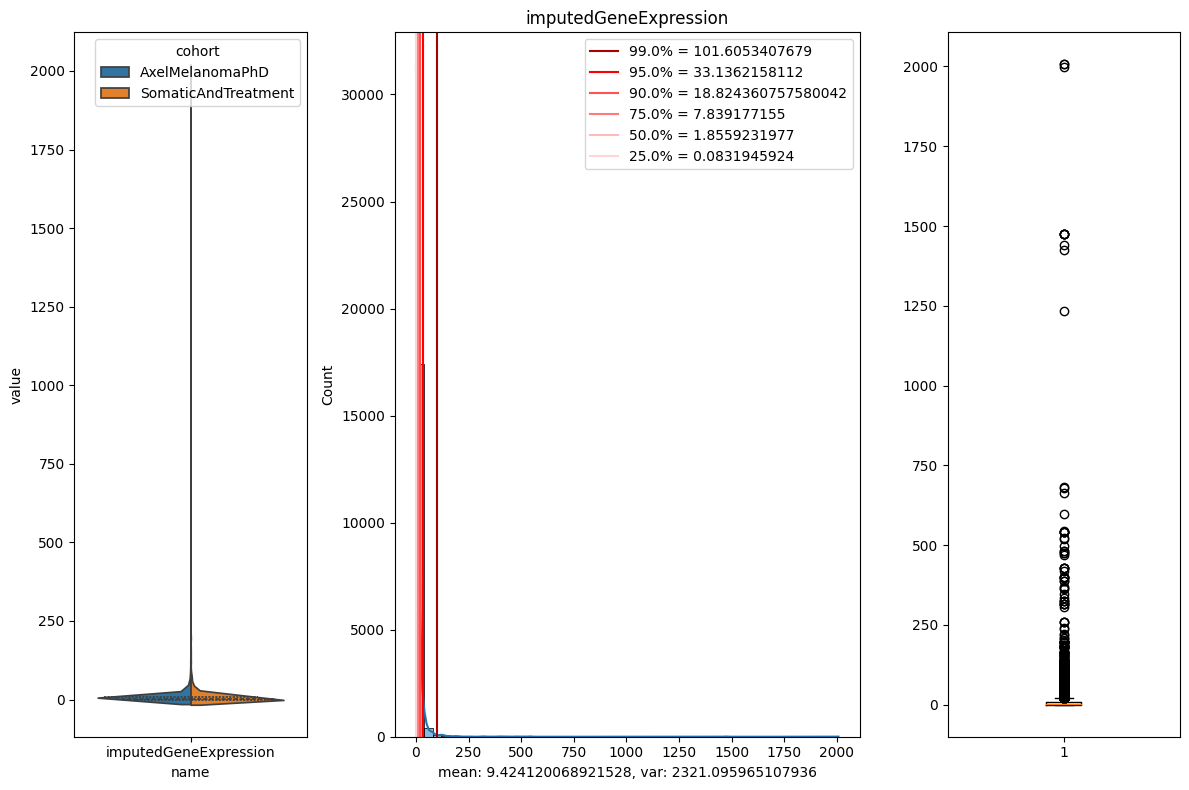 cohort
AxelMelanomaPhD
SomaticAndTreatment
value
2000
1750
1500
1250
1000
750
500
250
0
imputedGeneExpression
name
imputedGeneExpression
99.0% = 101.6053407679
95.0% = 33.1362158112
90.0% = 18.824360757580042
75.0% = 7.839177155
50.0% = 1.8559231977
25.0% = 0.0831945924
Count
30000
25000
20000
15000
10000
5000
0
0 250 500 750 1000 1250 1500 1750 2000
mean: 9.424120068921528, var: 2321.095965107936
2000
1750
1500
1250
1000
750
500
250
0
1